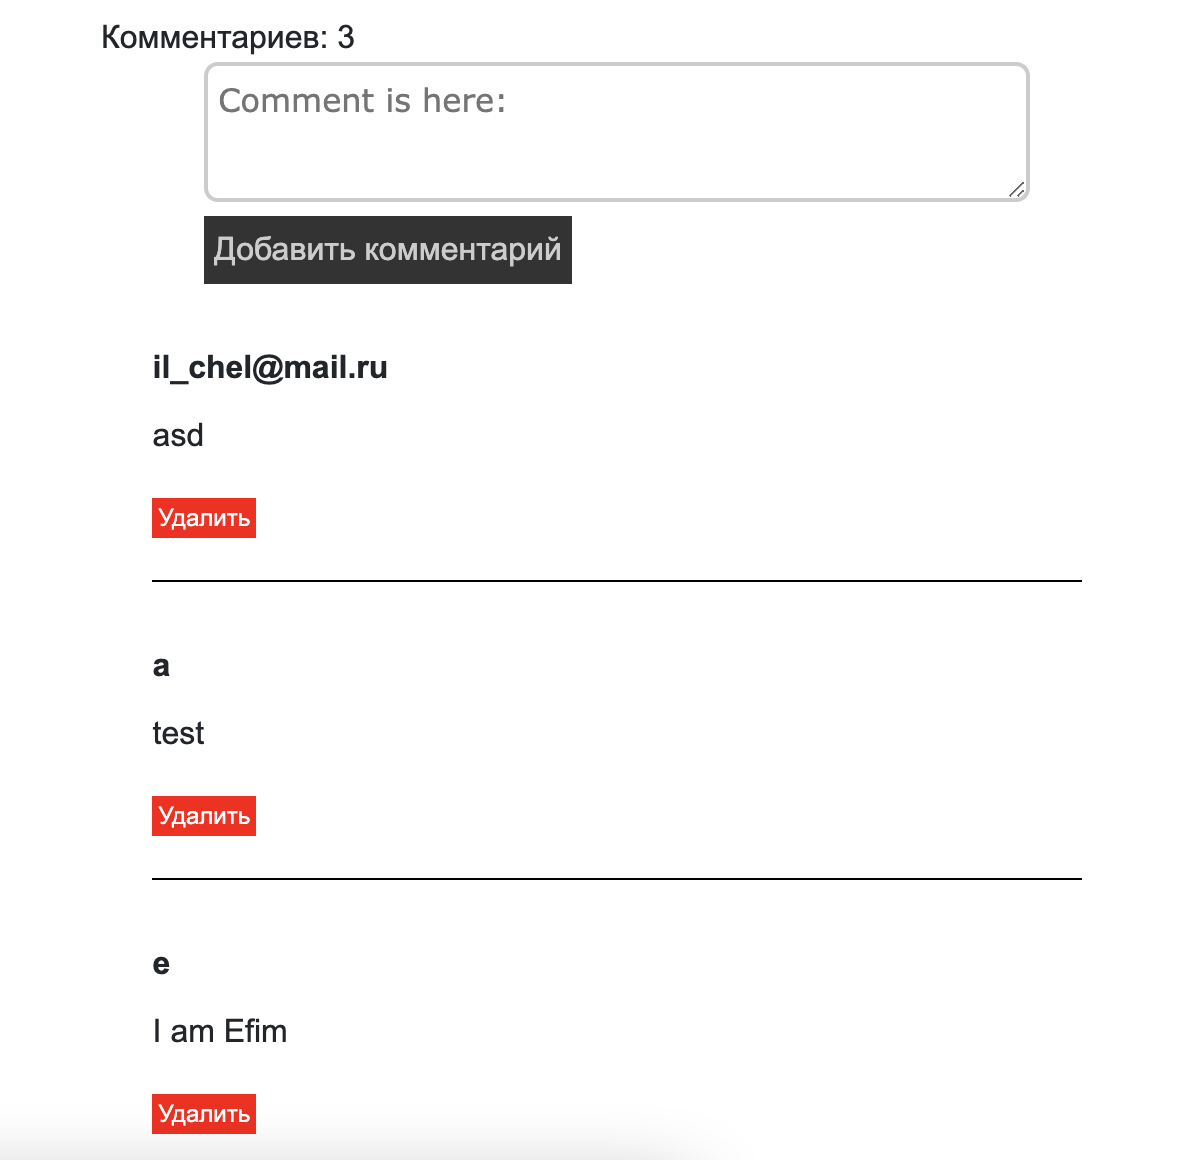 Комментариев: 3
Comment is here:
Добавить комментарий
il_chel@mail.ru
asd
Удалить
a
test
Удалить
e
I am Efim
Удалить